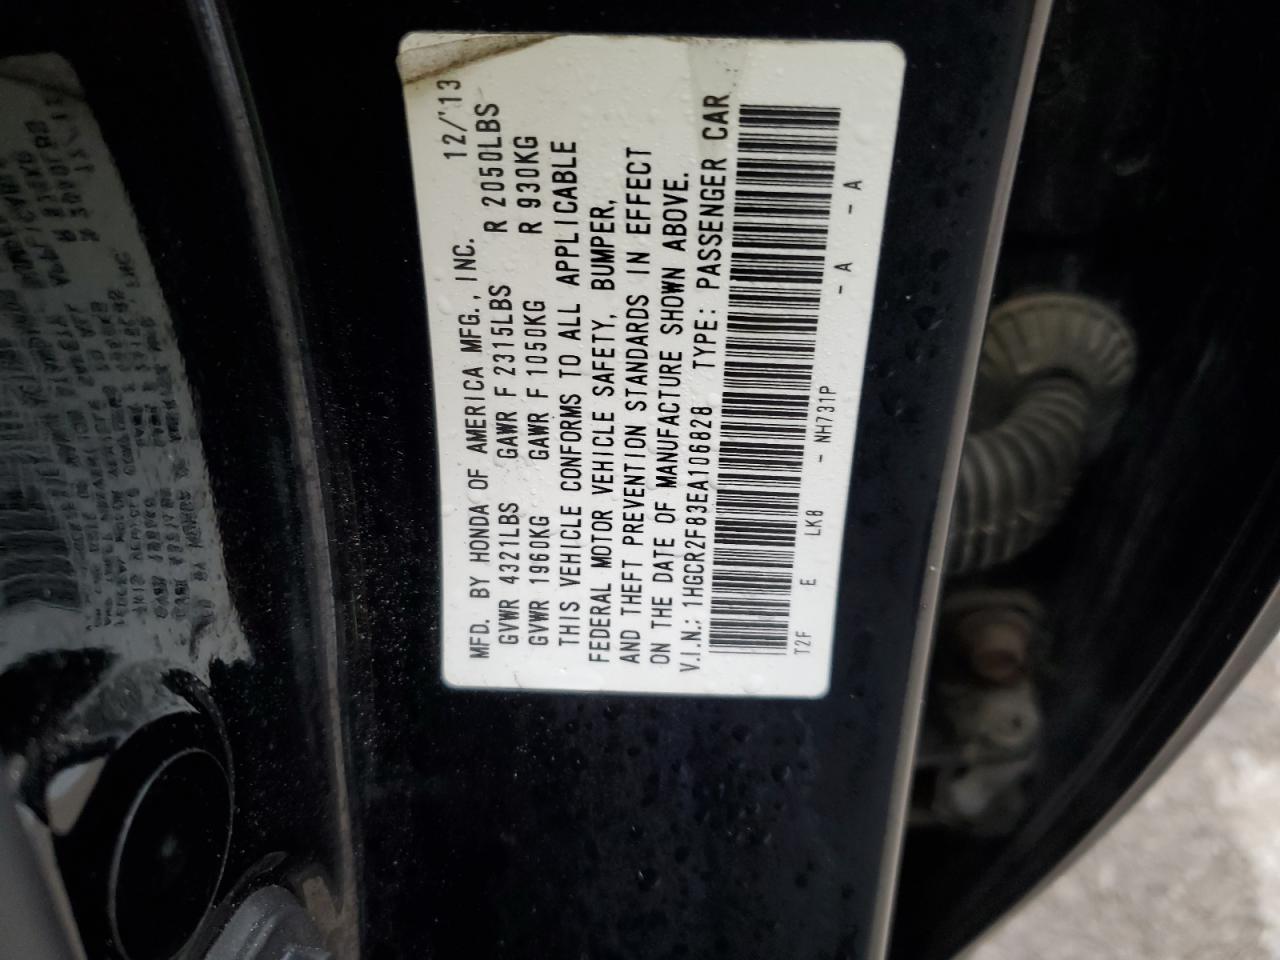 MFD. BY HONDA OF AMERICA MFG., INC. 12/'13
GVWR 4321LBS GAWR F 2315LBS R 2050LBS
GVWR 1960KG GAWR F 1050KG R 930KG
THIS VEHICLE CONFORMS TO ALL APPLICABLE
FEDERAL MOTOR VEHICLE SAFETY, BUMPER,
AND THEFT PREVENTION STANDARDS IN EFFECT
ON THE DATE OF MANUFACTURE SHOWN ABOVE.
V.I.N.: 1HGCR2F83EA106828 TYPE: PASSENGER CAR
T2F E LK8 - NH731P - A - A